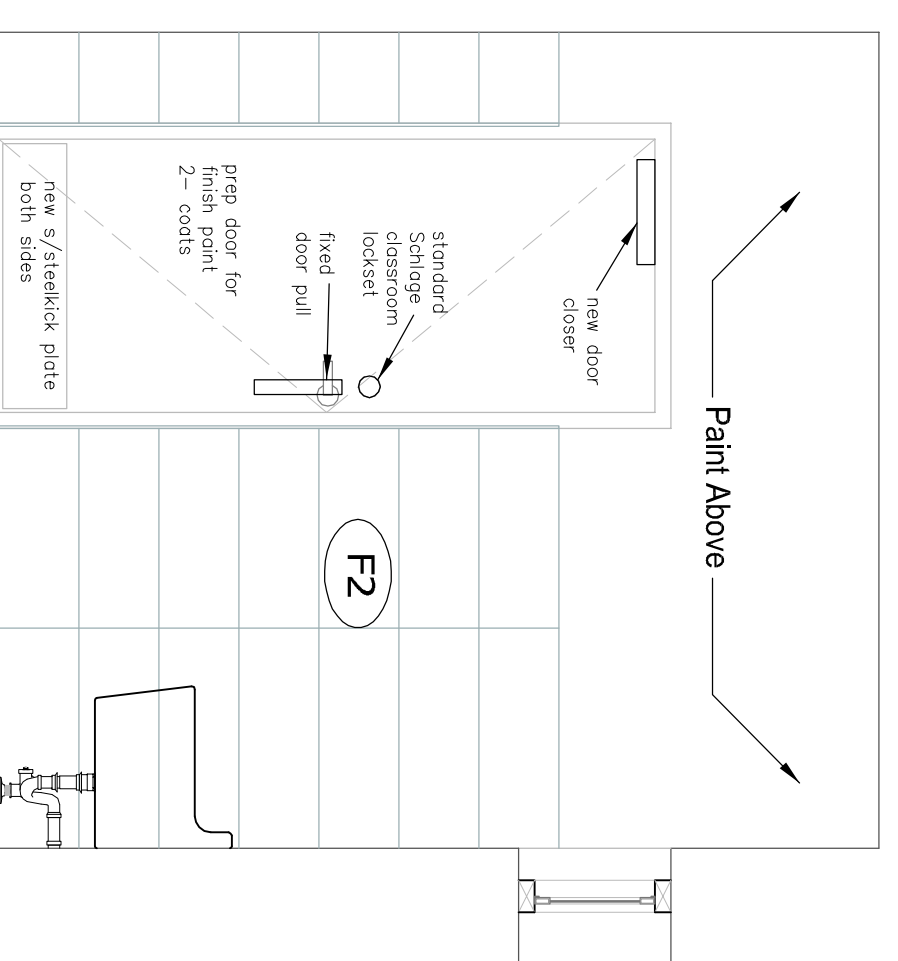 Paint Above
new door
closer
standard
Schlage
classroom
lockset
fixed
door pull
prep door for
finish paint
2- coats
new s/steelkick plate
both sides
F2